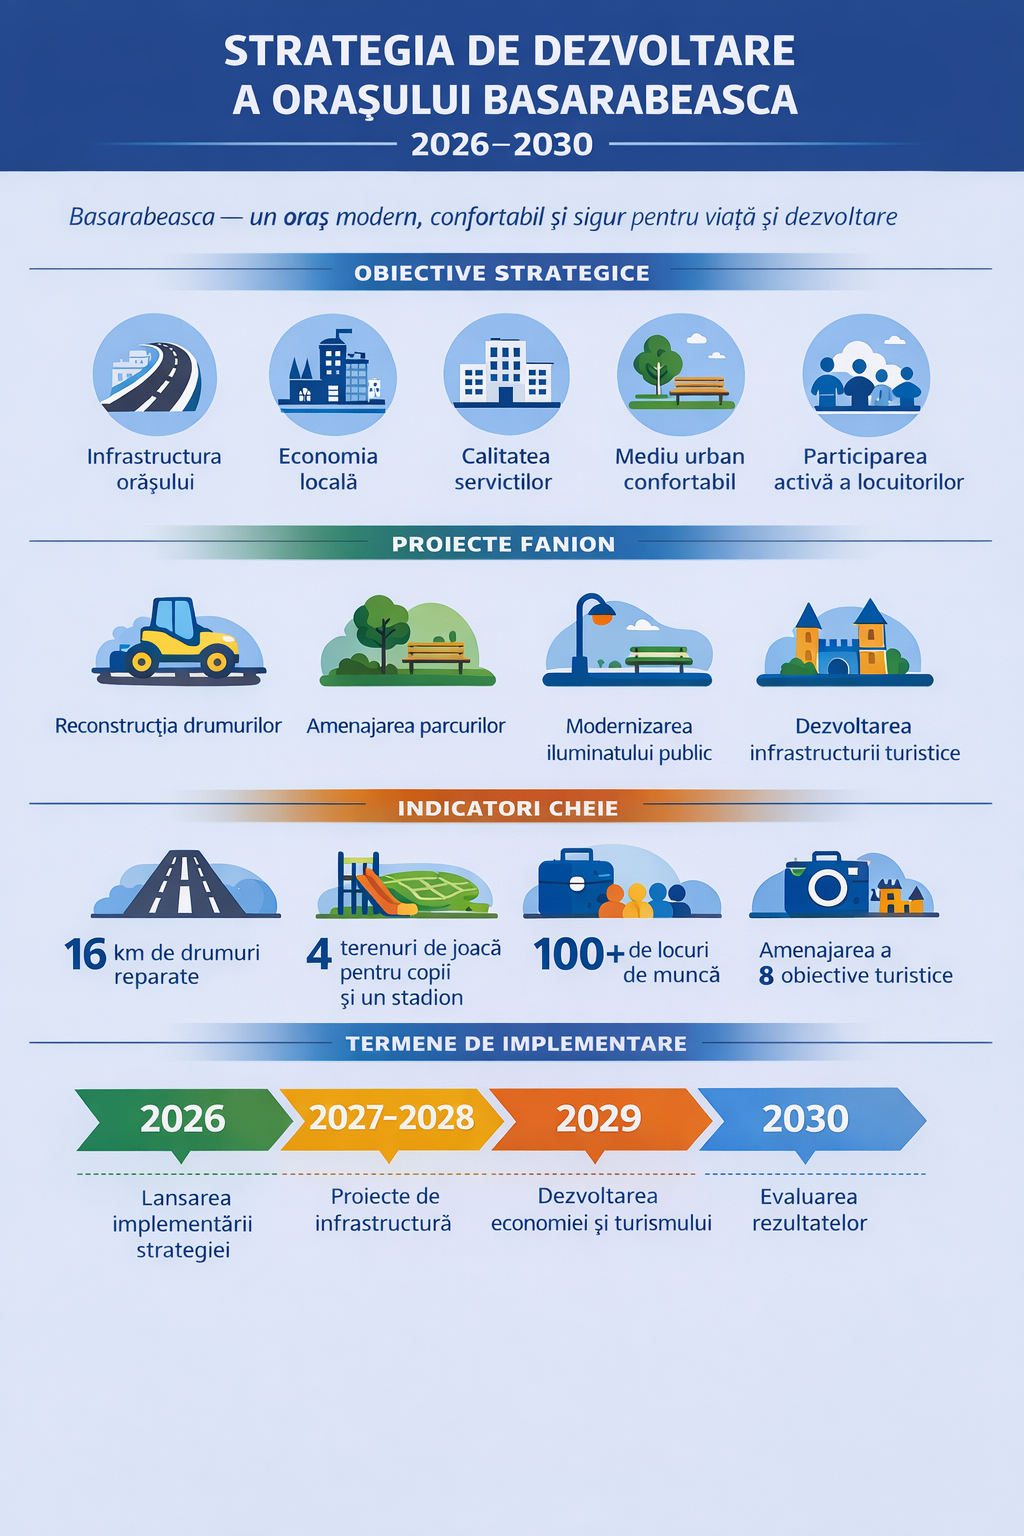 STRATEGIA DE DEZVOLTARE
A ORAŞULUI BASARABEASCA
2026–2030
Basarabeasca — un oraş modern, confortabil şi sigur pentru viaţă şi dezvoltare
OBIECTIVE STRATEGICE
Infrastructura
orăşului
Economia
locală
Calitatea
servictilor
Mediu urban
confortabil
Participarea
activă a locuitorilor
PROIECTE FANION
Reconstrucţia drumurilor
Amenajarea parcurilor
Modernizarea
iluminatului public
Dezvoltarea
infrastructurii turistice
INDICATORI CHEIE
16 km de drumuri
reparate
4 terenuri de joacă
pentru copii
şi un stadion
100+ de locuri
de muncă
Amenajarea a
8 obiective turistice
TERMENE DE IMPLEMENTARE
2026
2027–2028
2029
2030
Lansarea
implementării
strategiei
Proiecte de
infrastructură
Dezvoltarea
economiei şi turismului
Evaluarea
rezultatelor